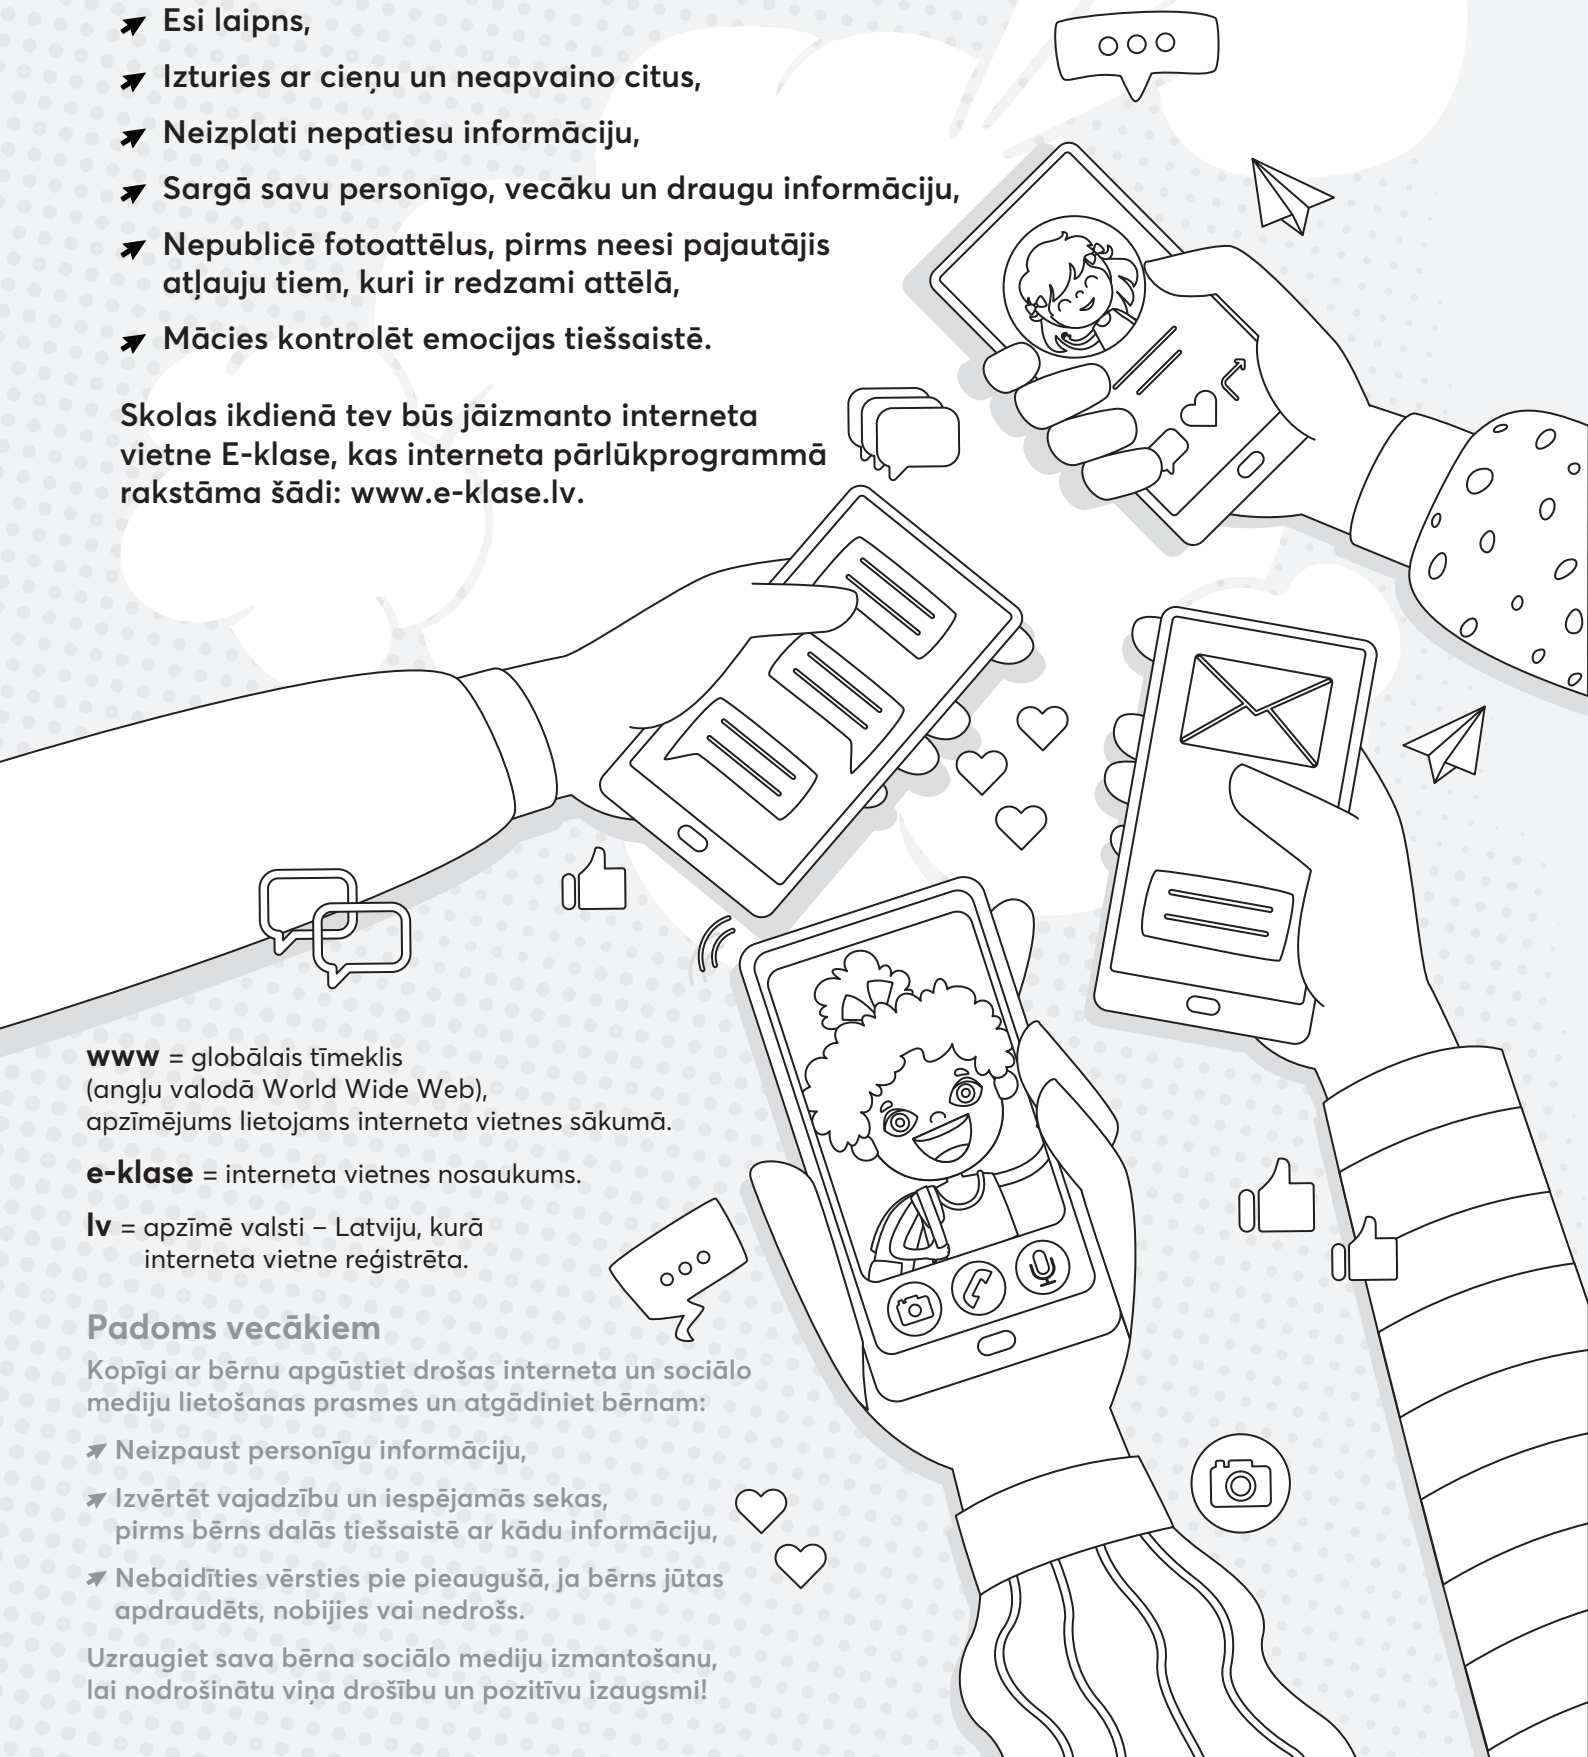 Esi laipns,
Izturies ar cieņu un neapvaino citus,
Neizplati nepatiesu informāciju,
Sargā savu personīgo, vecāku un draugu informāciju,
Nepublicē fotoattēlus, pirms neesi pajautājis
atļauju tiem, kuri ir redzami attēlā,
Mācies kontrolēt emocijas tiešsaistē.
Skolas ikdienā tev būs jāizmanto interneta
vietne E-klase, kas interneta pārlūkprogrammā
rakstāma šādi: www.e-klase.lv.
www = globālais tīmeklis
(angļu valodā World Wide Web),
apzīmējums lietojams interneta vietnes sākumā.
e-klase = interneta vietnes nosaukums.
lv = apzīmē valsti – Latviju, kurā
interneta vietne reģistrēta.
Padoms vecākiem
Kopīgi ar bērnu apgūstiet drošas interneta un sociālo
mediju lietošanas prasmes un atgādiniet bērnam:
Neizpaust personīgu informāciju,
Izvērtēt vajadzību un iespējamās sekas,
pirms bērns dalās tiešsaistē ar kādu informāciju,
Nebaidīties vērsties pie pieaugušā, ja bērns jūtas
apdraudēts, nobijies vai nedrošs.
Uzraugiet sava bērna sociālo mediju izmantošanu,
lai nodrošinātu viņa drošību un pozitīvu izaugsmi!